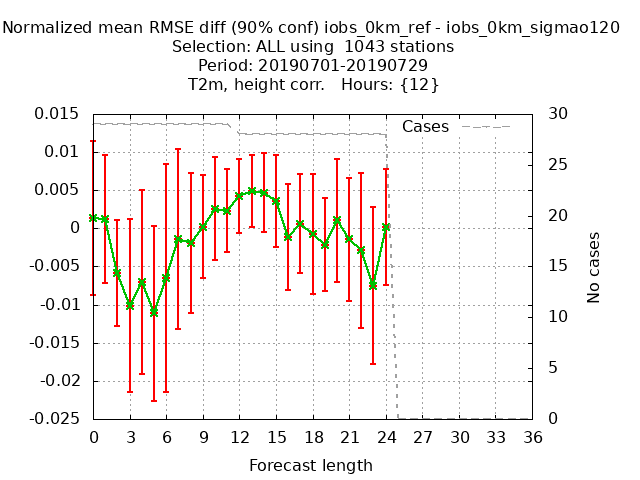 Normalized mean RMSE diff (90% conf) iobs_0km_ref - iobs_0km_sigmao120
Selection: ALL using  1043 stations
Period: 20190701-20190729
T2m, height corr.   Hours: {12}
0.015
0.01
0.005
0
-0.005
-0.01
-0.015
-0.02
-0.025
Cases
30
25
20
15
10
5
0
No cases
0 3 6 9 12 15 18 21 24 27 30 33 36
Forecast length